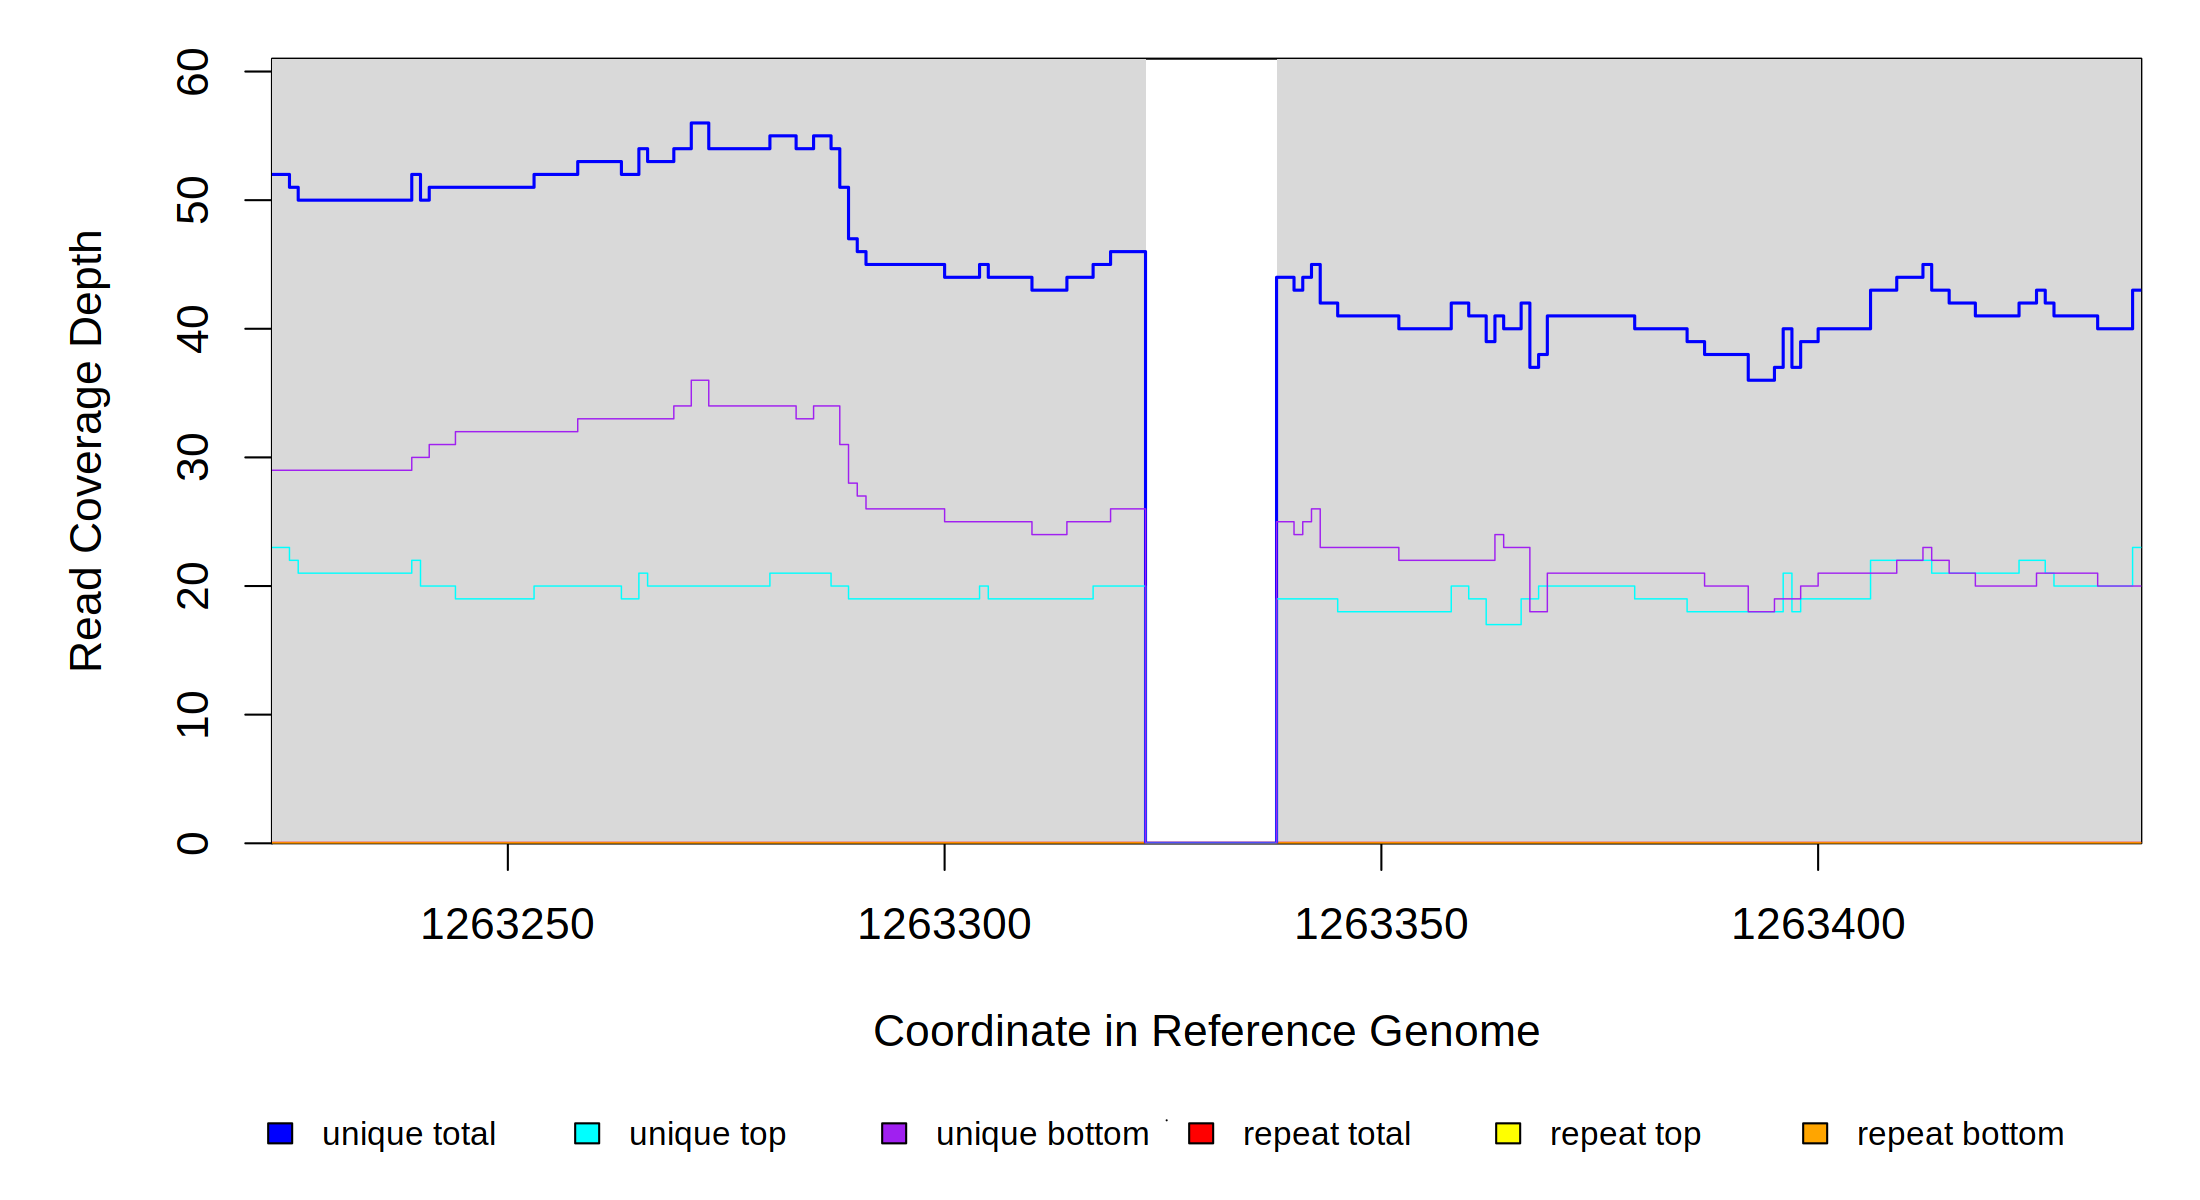 60
50
40
30
20
10
0
Read Coverage Depth
1263250 1263300 1263350 1263400
Coordinate in Reference Genome
unique total unique top unique bottom repeat total repeat top repeat bottom